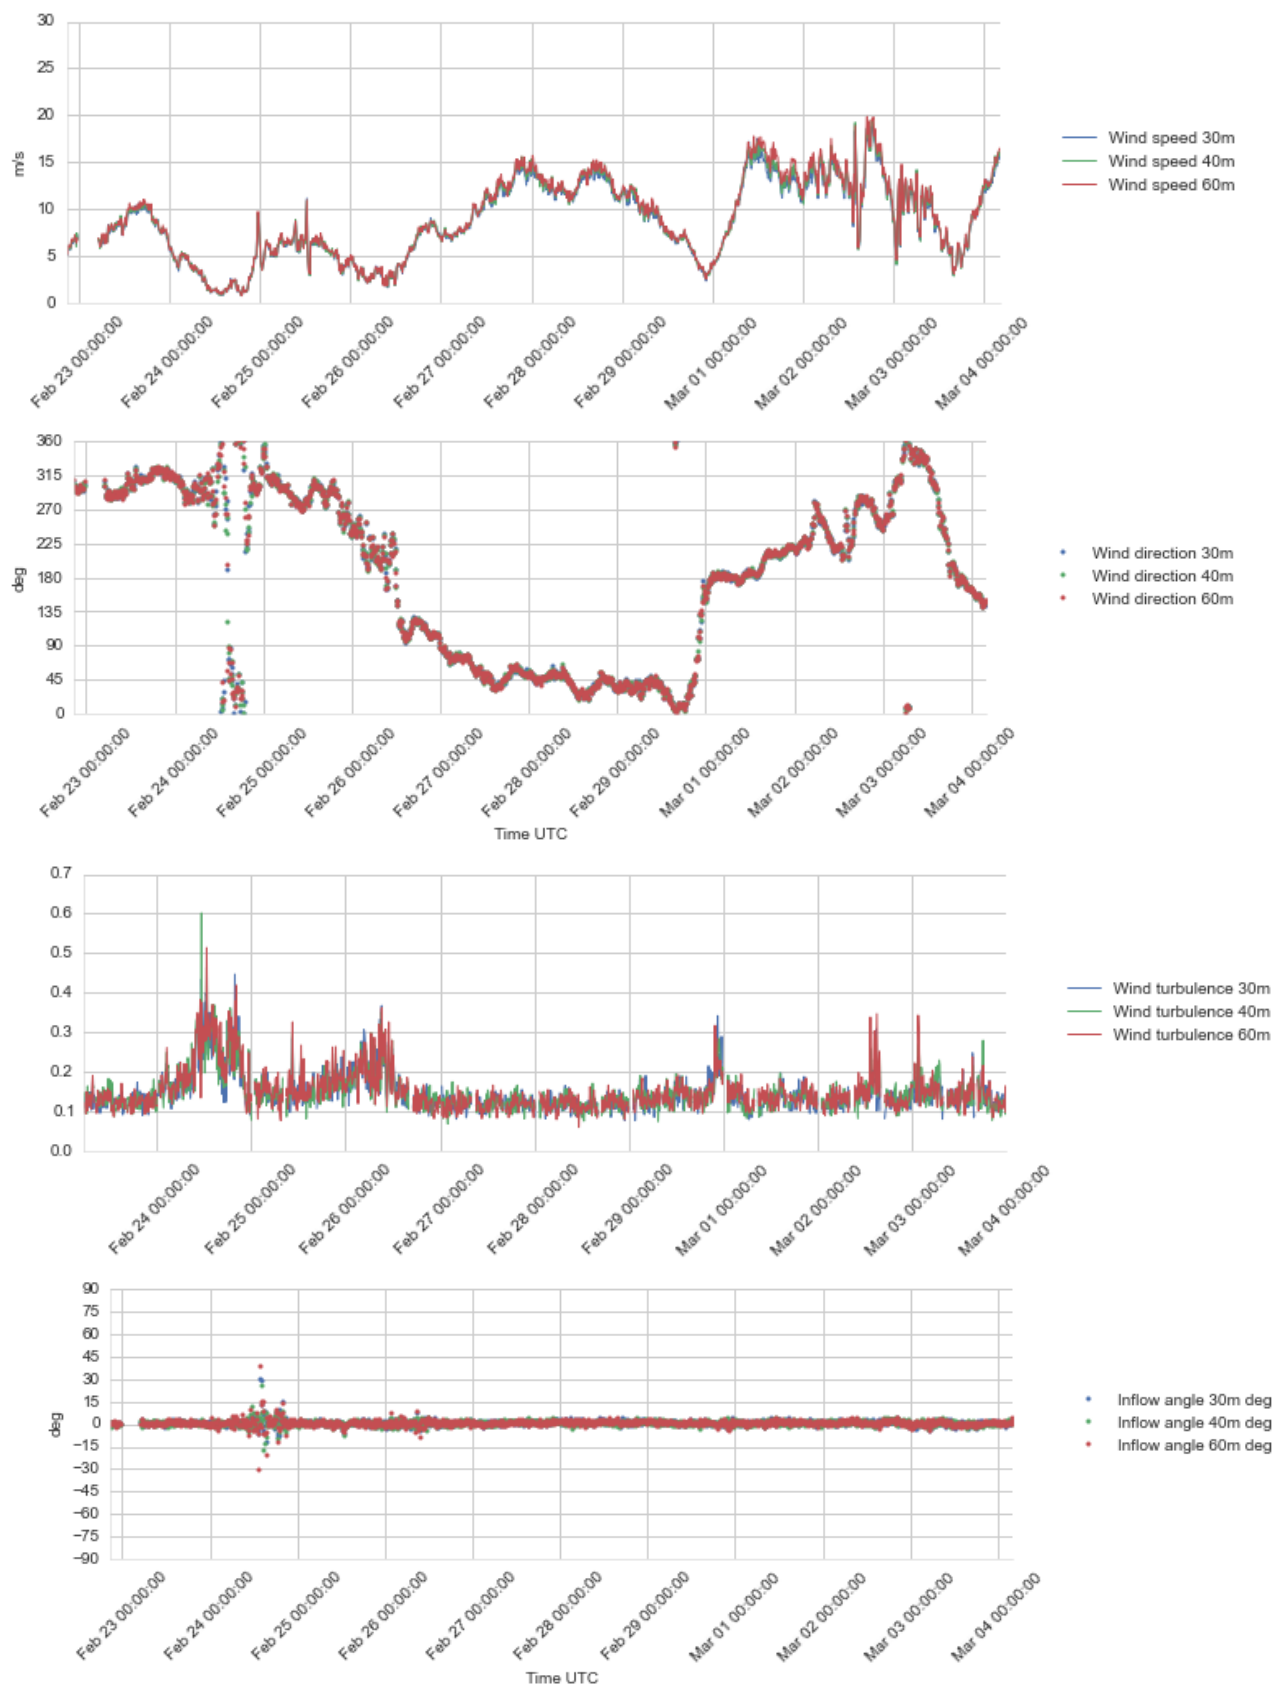 30
25
20
15
10
5
0
m/s
Feb 23 00:00:00
Feb 24 00:00:00
Feb 25 00:00:00
Feb 26 00:00:00
Feb 27 00:00:00
Feb 28 00:00:00
Feb 29 00:00:00
Mar 01 00:00:00
Mar 02 00:00:00
Mar 03 00:00:00
Mar 04 00:00:00
Wind speed 30m
Wind speed 40m
Wind speed 60m
360
315
270
225
180
135
90
45
0
deg
Feb 23 00:00:00
Feb 24 00:00:00
Feb 25 00:00:00
Feb 26 00:00:00
Feb 27 00:00:00
Feb 28 00:00:00
Feb 29 00:00:00
Mar 01 00:00:00
Mar 02 00:00:00
Mar 03 00:00:00
Mar 04 00:00:00
Time UTC
Wind direction 30m
Wind direction 40m
Wind direction 60m
0.7
0.6
0.5
0.4
0.3
0.2
0.1
0.0
Feb 24 00:00:00
Feb 25 00:00:00
Feb 26 00:00:00
Feb 27 00:00:00
Feb 28 00:00:00
Feb 29 00:00:00
Mar 01 00:00:00
Mar 02 00:00:00
Mar 03 00:00:00
Mar 04 00:00:00
Wind turbulence 30m
Wind turbulence 40m
Wind turbulence 60m
90
75
60
45
30
15
0
−15
−30
−45
−60
−75
−90
deg
Feb 23 00:00:00
Feb 24 00:00:00
Feb 25 00:00:00
Feb 26 00:00:00
Feb 27 00:00:00
Feb 28 00:00:00
Feb 29 00:00:00
Mar 01 00:00:00
Mar 02 00:00:00
Mar 03 00:00:00
Mar 04 00:00:00
Time UTC
Inflow angle 30m deg
Inflow angle 40m deg
Inflow angle 60m deg